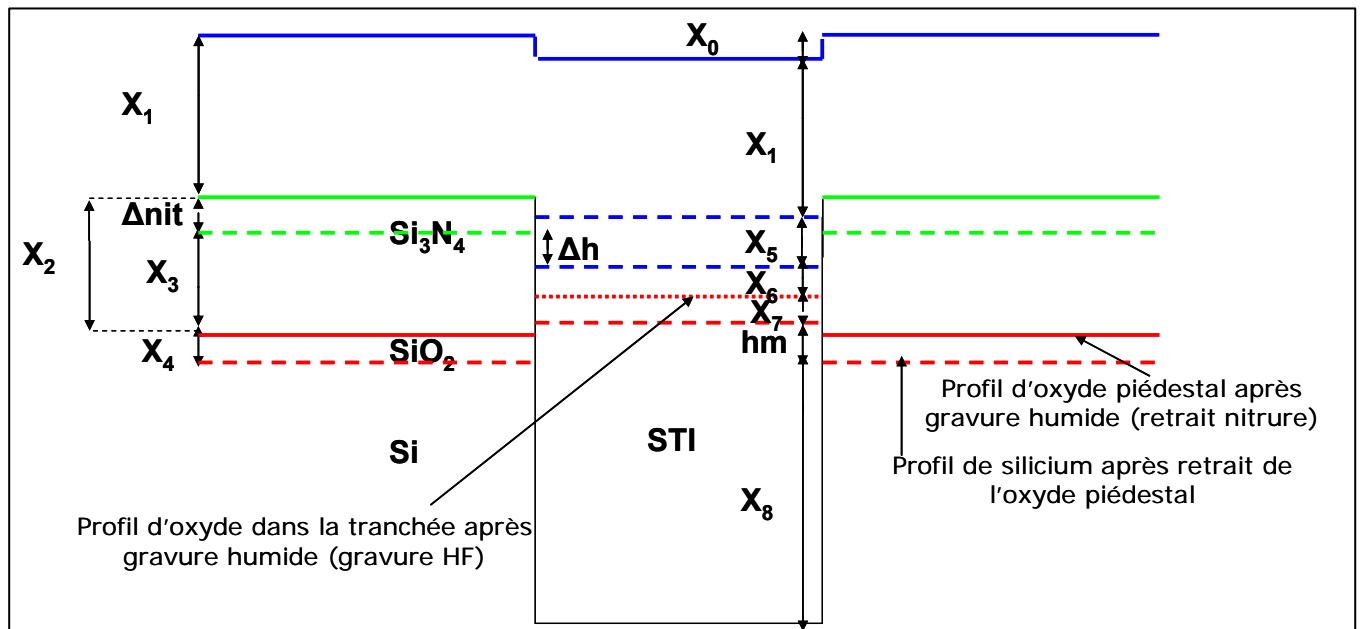 X₀
X₁
X₁
Δnit
Si₃N₄
X₂
X₃
Δh
X₅
X₆
X₇
X₄
SiO₂
hm
Profil d'oxyde piédestal après
gravure humide (retrait nitrure)
Si
STI
Profil de silicium après retrait de
l'oxyde piédestal
X₈
Profil d'oxyde dans la tranchée après
gravure humide (gravure HF)